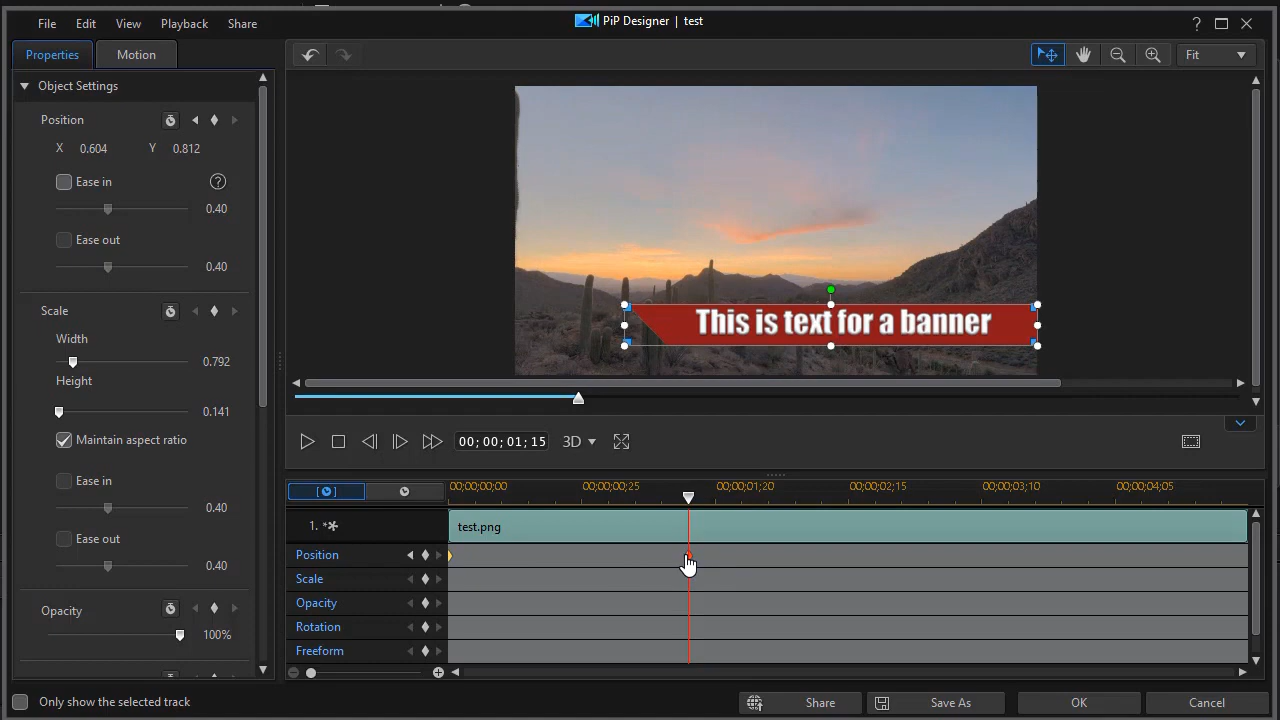 File Edit View Playback Share
PiP Designer | test
Properties Motion
Fit
Object Settings
Position
X 0.604 Y 0.812
Ease in
0.40
Ease out
0.40
Scale
Width
0.792
Height
0.141
Maintain aspect ratio
Ease in
0.40
Ease out
0.40
Opacity
100%
Only show the selected track
This is text for a banner
00; 00; 01; 15
3D
00;00;00;00 00;00;00;25 00;00;01;20 00;00;02;15 00;00;03;10 00;00;04;05
1. test.png
Position
Scale
Opacity
Rotation
Freeform
Share Save As OK Cancel